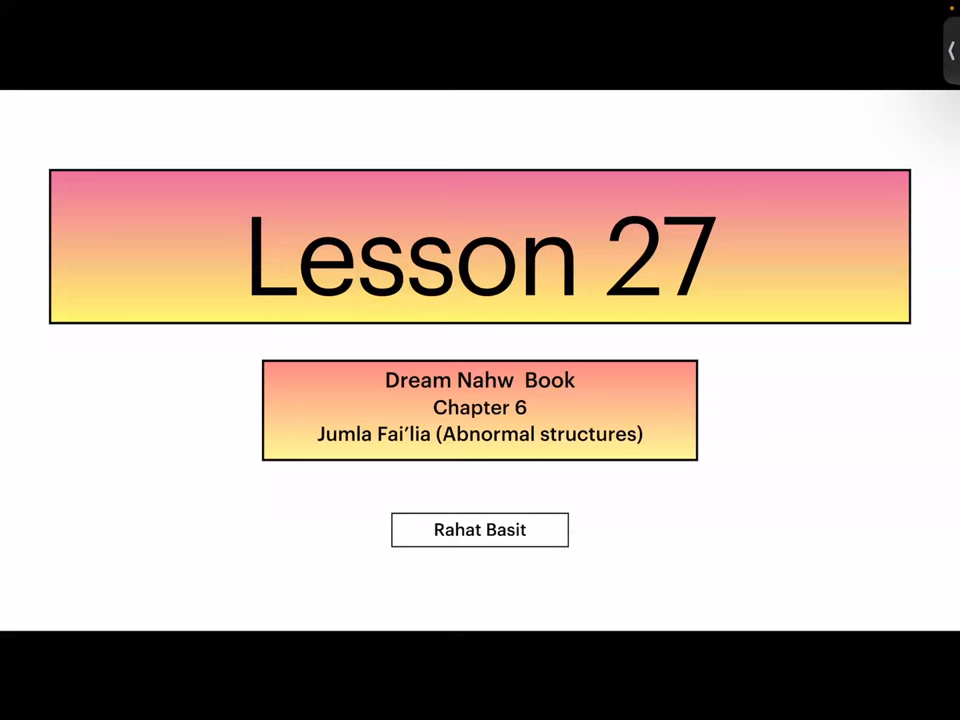 Lesson 27
Dream Nahw Book
Chapter 6
Jumla Fai’lia (Abnormal structures)
Rahat Basit